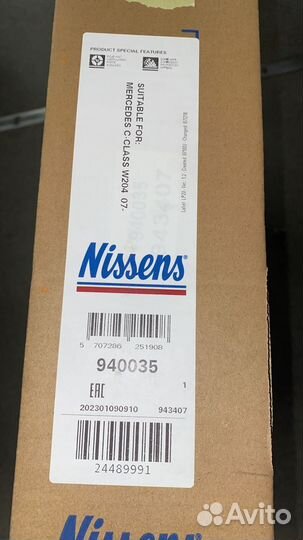 PRODUCT SPECIAL FEATURES
SUITABLE FOR:
MERCEDES C-CLASS W204 07-
Nissens®
5 707286 251908
940035
EAC
1
202301090910
943407
24489991
Nissens
Avito